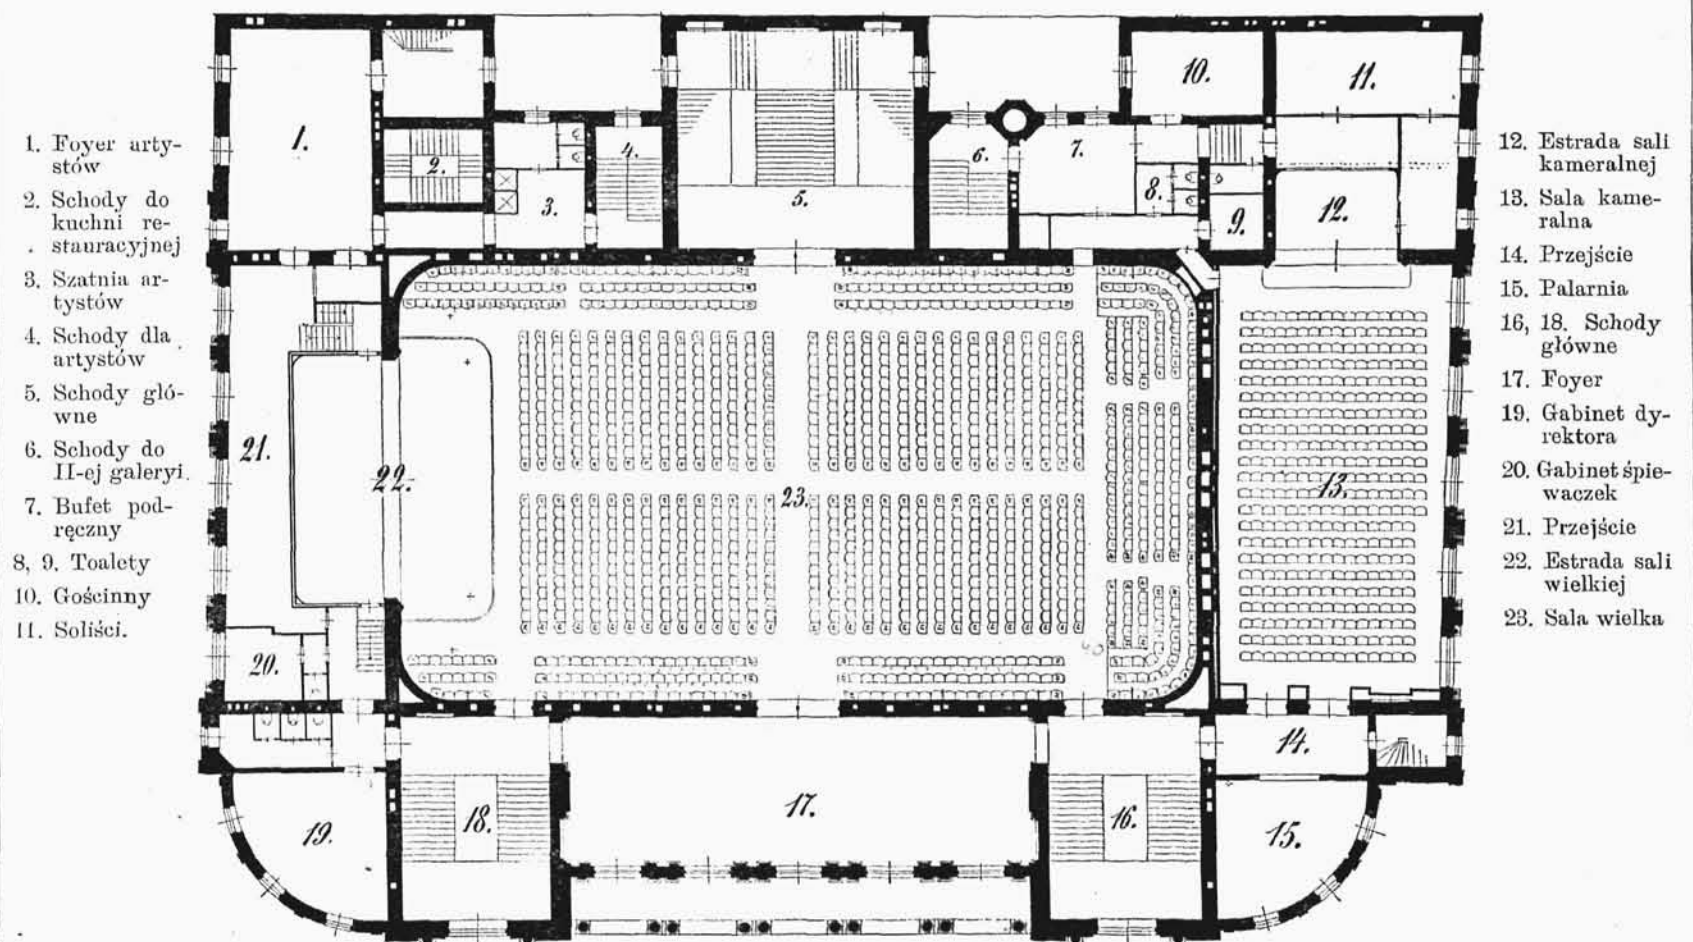 1. Foyer arty-
stów
2. Schody do
kuchni re-
stauracyjnej
3. Szatnia ar-
tystów
4. Schody dla
artystów
5. Schody głó-
wne
6. Schody do
II-ej galeryi.
7. Bufet pod-
ręczny
8, 9. Toalety
10. Gościnny
11. Soliści.
1.
2.
3.
4.
5.
6.
7.
8.
9.
10.
11.
12.
13.
14.
15.
16.
17.
18.
19.
20.
21.
22.
23.
12. Estrada sali
kameralnej
13. Sala kame-
ralna
14. Przejście
15. Palarnia
16, 18. Schody
główne
17. Foyer
19. Gabinet dy-
rektora
20. Gabinet śpie-
waczek
21. Przejście
22. Estrada sali
wielkiej
23. Sala wielka